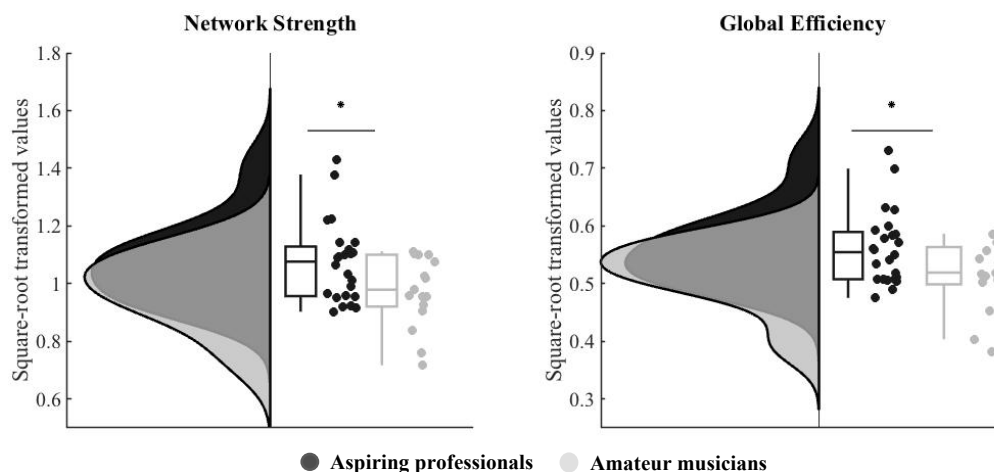 Network Strength
Square-root transformed values
1.8
1.6
1.4
1.2
1
0.8
0.6
*
Global Efficiency
Square-root transformed values
0.9
0.8
0.7
0.6
0.5
0.4
0.3
*
Aspiring professionals
Amateur musicians